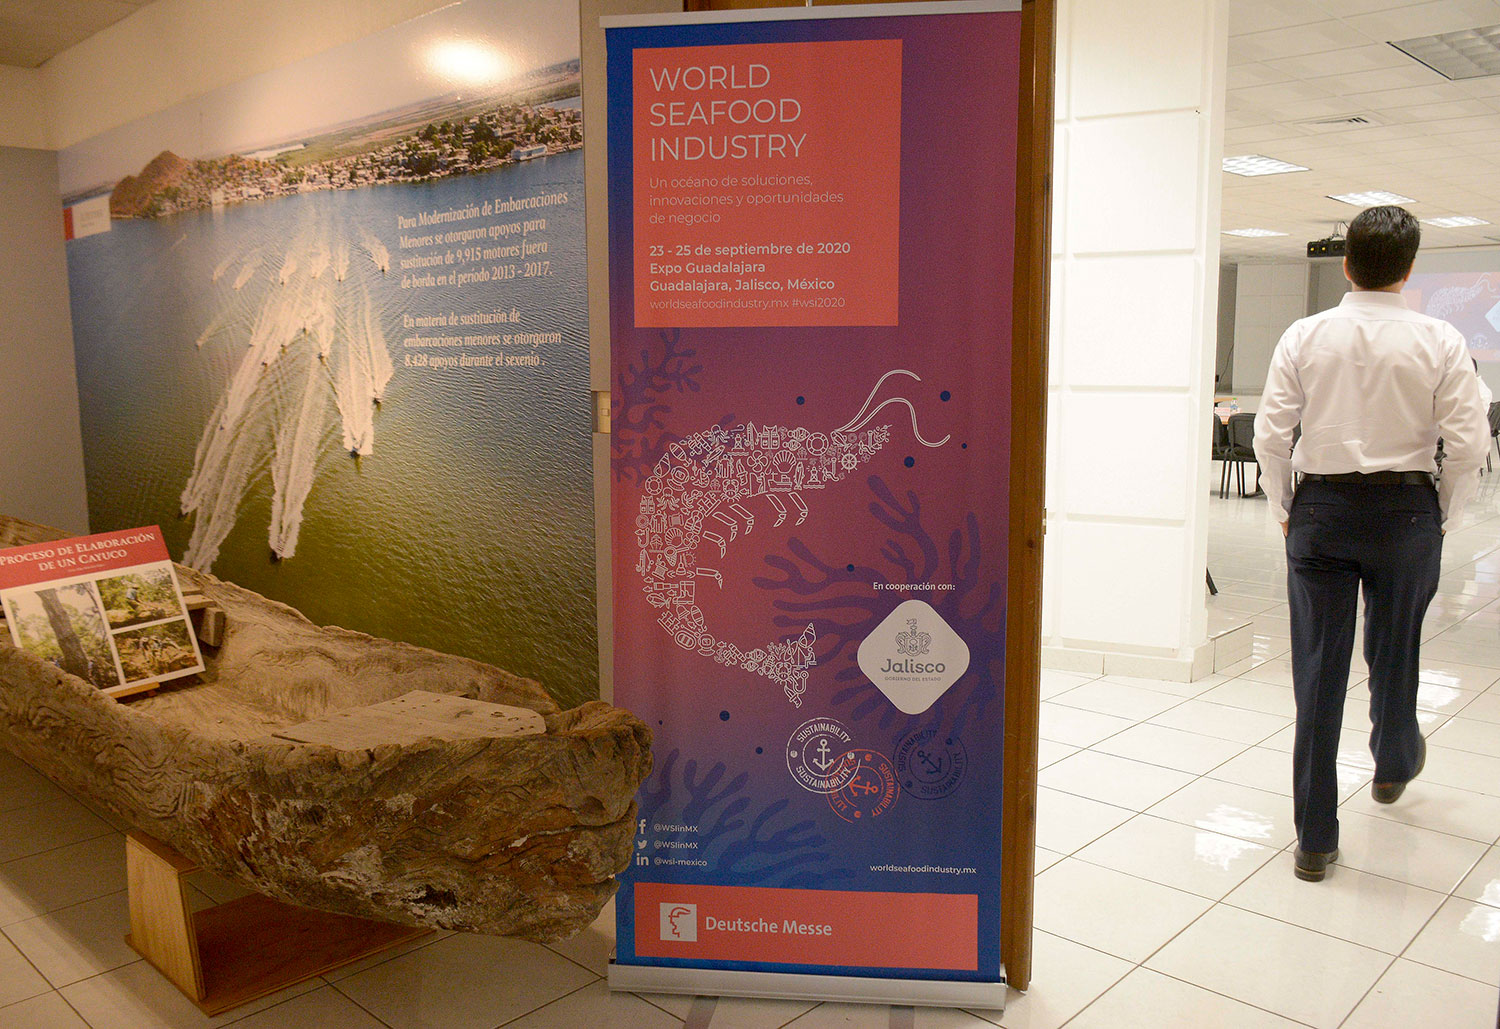 Para Modernización de Embarcaciones
Menores se otorgaron apoyos para
sustitución de 9,915 motores fuera
de borda en el periodo 2013 - 2017.
En materia de sustitución de
embarcaciones menores se otorgaron
8,428 apoyos durante el sexenio .
PROCESO DE ELABORACIÓN
DE UN CAYUCO
WORLD
SEAFOOD
INDUSTRY
Un océano de soluciones,
innovaciones y oportunidades
de negocio
23 - 25 de septiembre de 2020
Expo Guadalajara
Guadalajara, Jalisco, México
worldseafoodindustry.mx #wsi2020
En cooperación con:
Jalisco
GOBIERNO DEL ESTADO
SUSTAINABILITY
SUSTAINABILITY
SUSTAINABILITY
SUSTAINABILITY
SUSTAINABILITY
@WSIinMX
@WSIinMX
@wsi-mexico
worldseafoodindustry.mx
Deutsche Messe